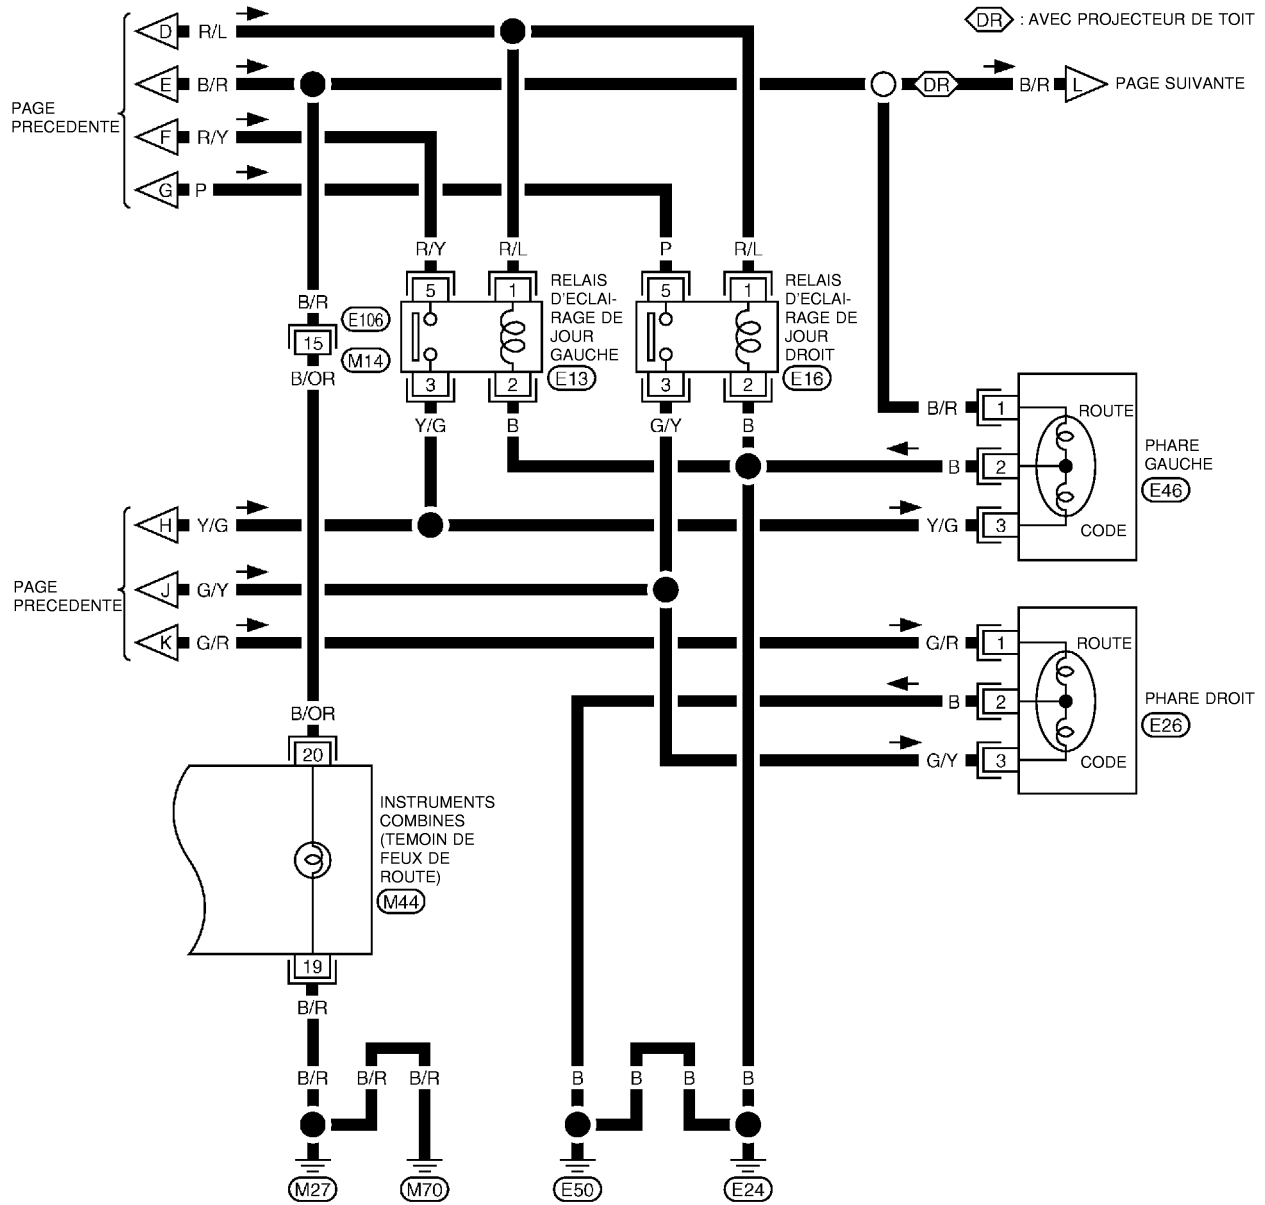 D R/L
DR : AVEC PROJECTEUR DE TOIT
E B/R
DR B/R L PAGE SUIVANTE
PAGE
PRECEDENTE
F R/Y
G P
R/Y R/L P R/L
5 1 5 1
RELAIS
D'ECLAI-
RAGE DE
JOUR
GAUCHE
E13
RELAIS
D'ECLAI-
RAGE DE
JOUR
DROIT
E16
B/R
E106
15
M14
B/OR
3 2 3 2
Y/G B G/Y B
B/R 1 ROUTE
B 2
Y/G 3 CODE
PHARE
GAUCHE
E46
H Y/G
J G/Y
PAGE
PRECEDENTE
K G/R
G/R 1 ROUTE
B 2
G/Y 3 CODE
PHARE DROIT
E26
B/OR
20
INSTRUMENTS
COMBINES
(TEMOIN DE
FEUX DE
ROUTE)
M44
19
B/R
B/R B/R B/R B B B B
M27 M70 E50 E24